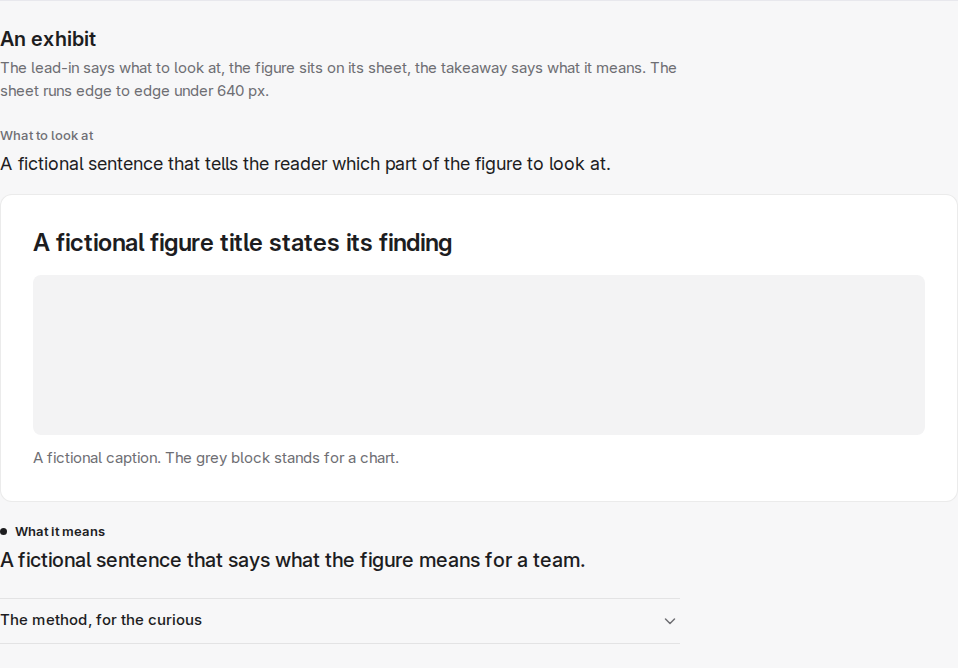 An exhibit
The lead-in says what to look at, the figure sits on its sheet, the takeaway says what it means. The
sheet runs edge to edge under 640 px.
What to look at
A fictional sentence that tells the reader which part of the figure to look at.
A fictional figure title states its finding
A fictional caption. The grey block stands for a chart.
What it means
A fictional sentence that says what the figure means for a team.
The method, for the curious